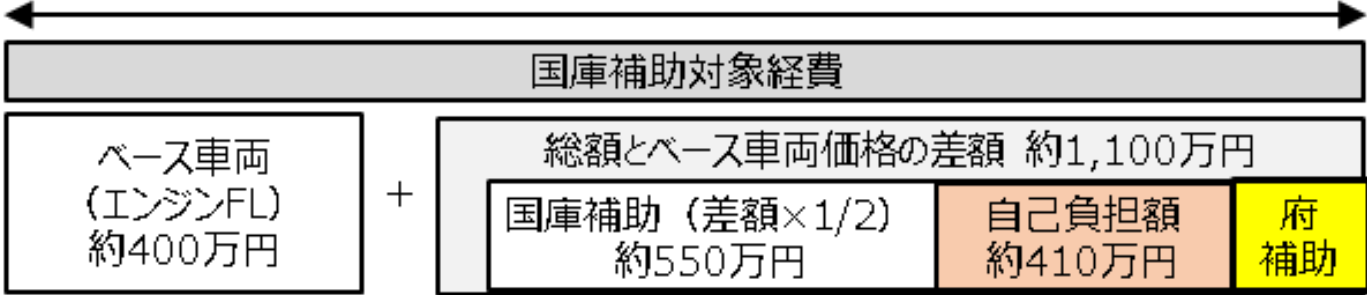 国庫補助対象経費
ベース車両
(エンジンFL)
約400万円
+
総額とベース車両価格の差額 約1,100万円
国庫補助(差額×1/2)
約550万円
自己負担額
約410万円
府
補助